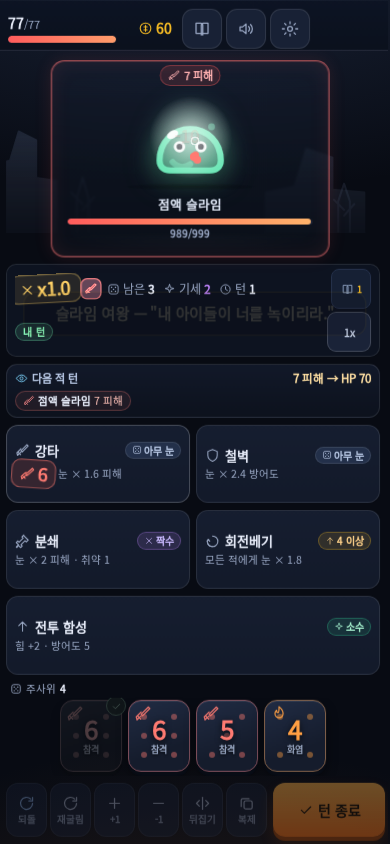 77/77
60
7 피해
점액 슬라임
989/999
× x1.0
남은 3
기세 2
턴 1
1
슬라임 여왕 — "내 아이들이 너를 녹이리라."
내 턴
1x
다음 적 턴
7 피해 → HP 70
점액 슬라임 7 피해
강타
아무 눈
6
눈 × 1.6 피해
철벽
아무 눈
눈 × 2.4 방어도
분쇄
× 짝수
눈 × 2 피해 · 취약 1
회전베기
↑ 4 이상
모든 적에게 눈 × 1.8
전투 함성
소수
힘 +2 · 방어도 5
주사위 4
6
참격
6
참격
5
참격
4
화염
되돌
재굴림
+1
-1
뒤집기
복제
턴 종료